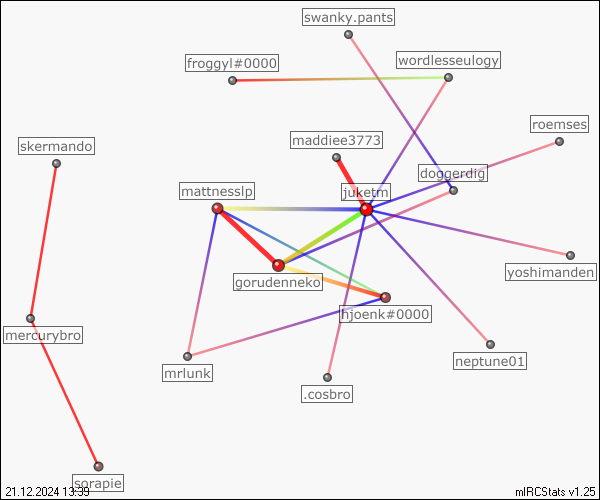 swanky.pants
froggyl#0000
wordlesseulogy
roemses
skermando
maddiee3773
doggerdig
mattnesslp
juketm
gorudenneko
yoshimanden
hjoenk#0000
mercurybro
neptune01
mrlunk
.cosbro
sorapie
21.12.2024 13:39
mIRCStats v1.25